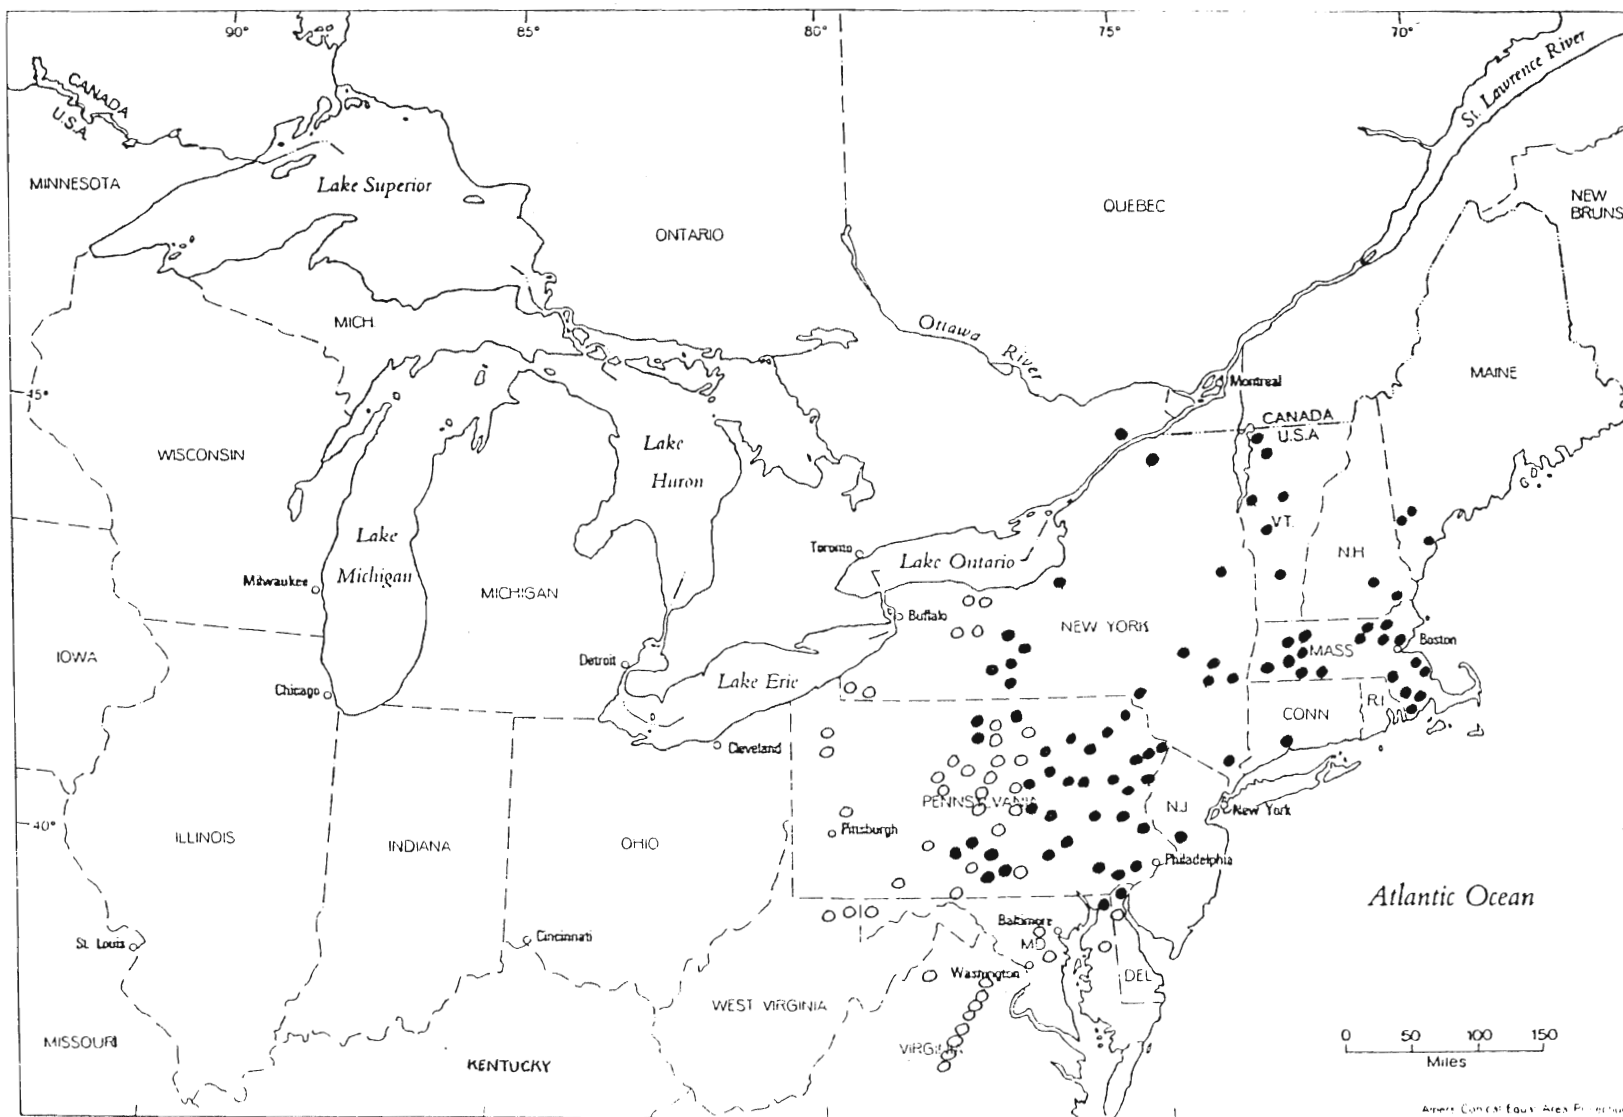 90° 85° 80° 75° 70°
CANADA
U.S.A
St. Lawrence River
MINNESOTA
Lake Superior
ONTARIO
QUEBEC
NEW
BRUNS
MICH
Ottawa River
Montreal
MAINE
45°
CANADA
U.S.A
WISCONSIN
Lake
Huron
VT.
Lake
Michigan
Toronto
Lake Ontario
N.H
Milwaukee
MICHIGAN
Buffalo
NEW YORK
IOWA
Detroit
MASS
Boston
Chicago
Lake Erie
CONN
R.I
Cleveland
PENNSYLVANIA
N.J
New York
40°
ILLINOIS
INDIANA
OHIO
Pittsburgh
Philadelphia
Atlantic Ocean
St. Louis
Cincinnati
Baltimore
MD
Washington
DEL
WEST VIRGINIA
MISSOURI
KENTUCKY
0 50 100 150
Miles